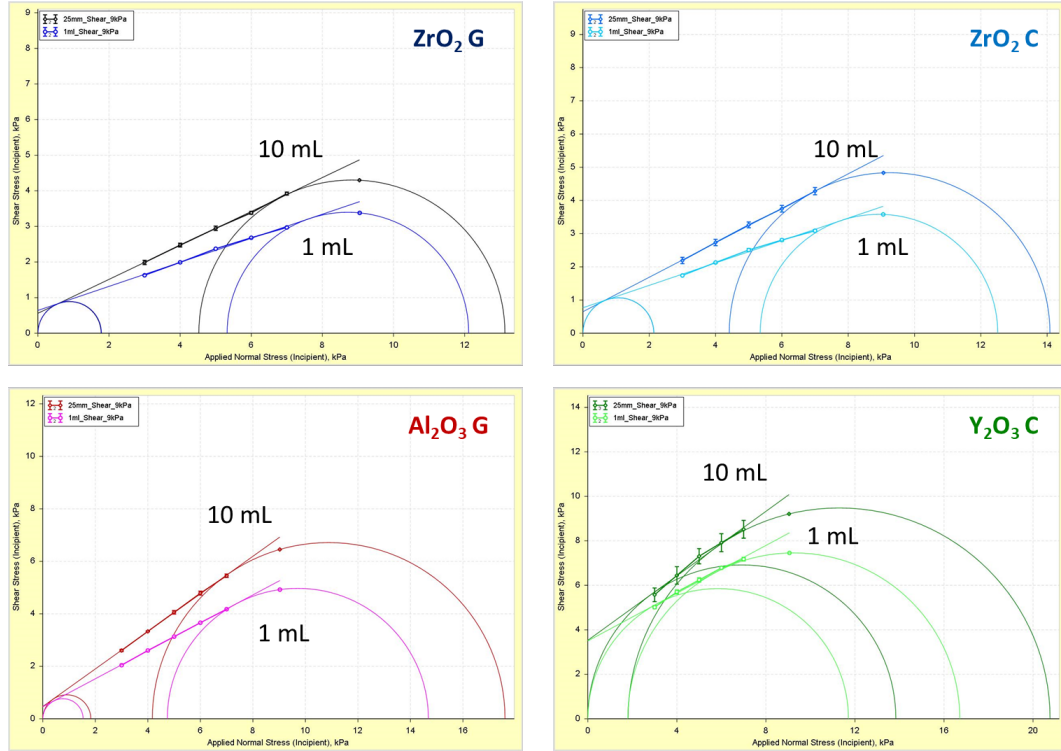 25mm_Shear_9kPa
1ml_Shear_9kPa
ZrO₂ G
10 mL
1 mL
Shear Stress (Incipient), kPa
9
8
7
6
5
4
3
2
1
0
0 2 4 6 8 10 12
Applied Normal Stress (Incipient), kPa
25mm_Shear_9kPa
1ml_Shear_9kPa
ZrO₂ C
10 mL
1 mL
Shear Stress (Incipient), kPa
9
8
7
6
5
4
3
2
1
0
0 2 4 6 8 10 12 14
Applied Normal Stress (Incipient), kPa
25mm_Shear_9kPa
1ml_Shear_9kPa
Al₂O₃ G
10 mL
1 mL
Shear Stress (Incipient), kPa
12
10
8
6
4
2
0
0 2 4 6 8 10 12 14 16
Applied Normal Stress (Incipient), kPa
25mm_Shear_9kPa
1ml_Shear_9kPa
Y₂O₃ C
10 mL
1 mL
Shear Stress (Incipient), kPa
14
12
10
8
6
4
2
0
0 4 8 12 16 20
Applied Normal Stress (Incipient), kPa